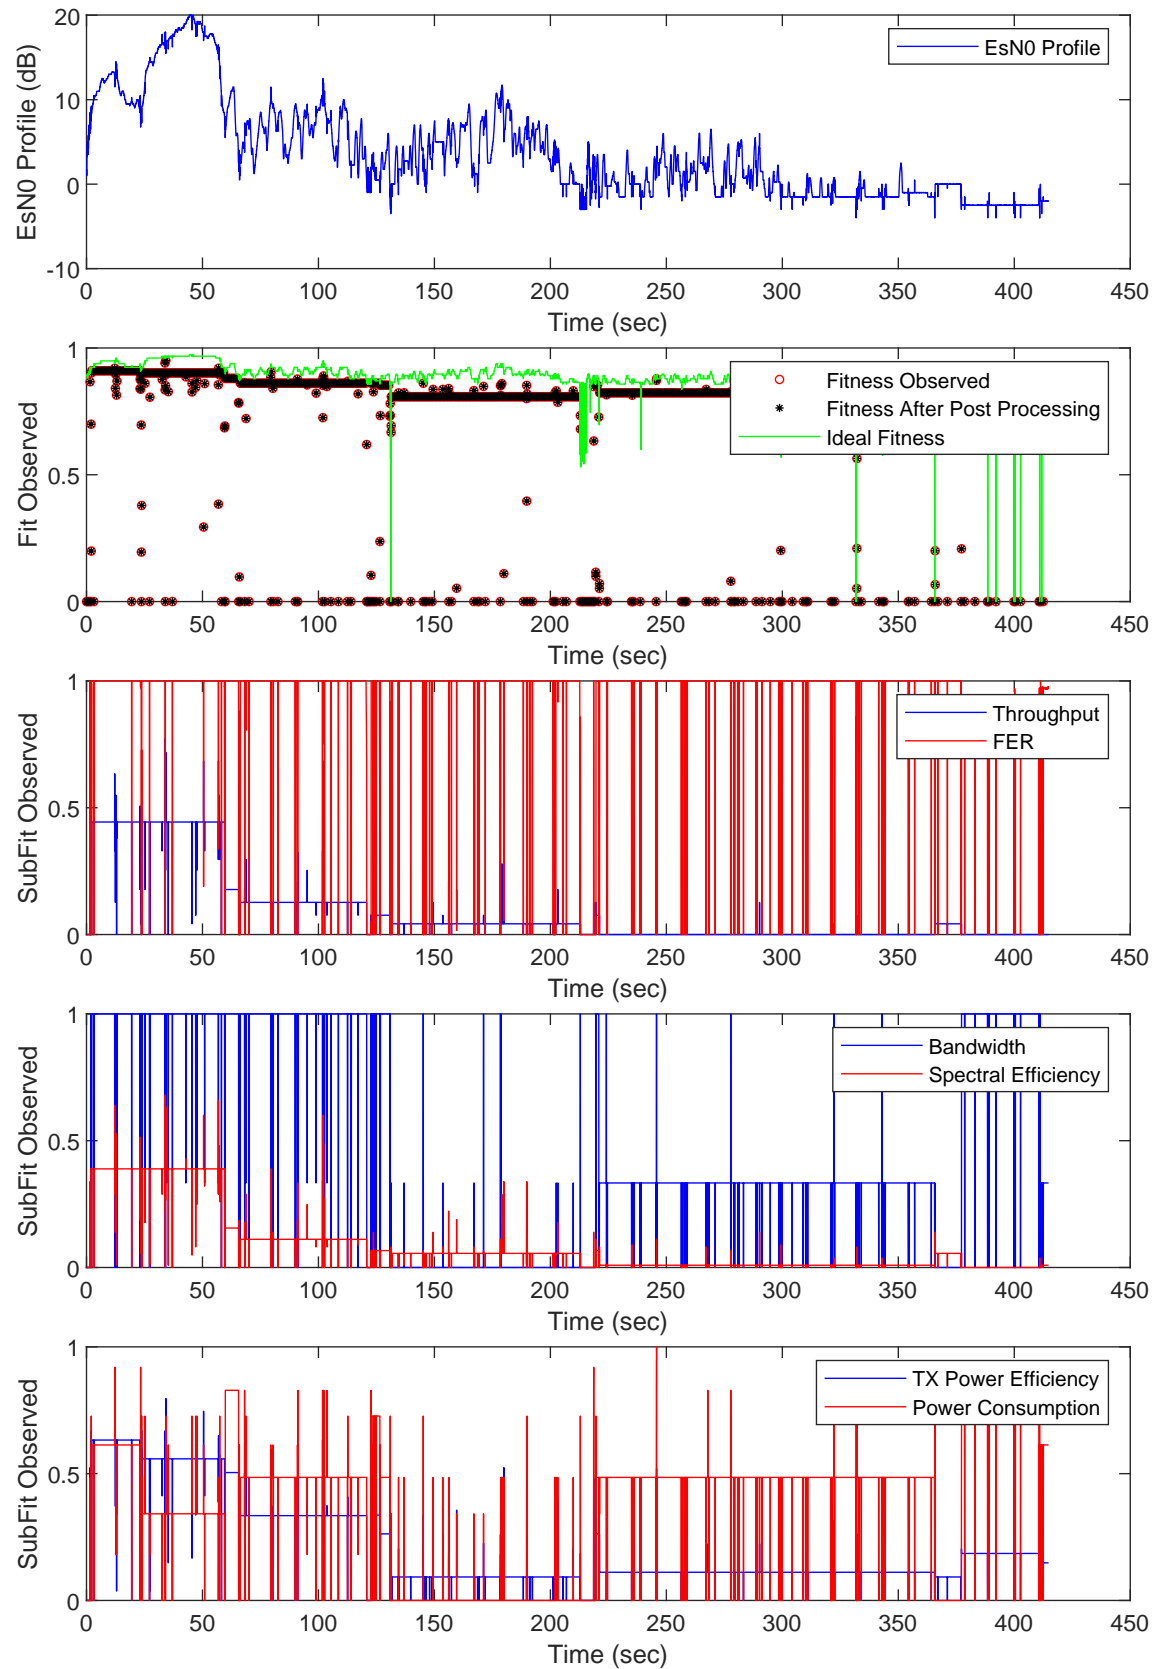 EsN0 Profile (dB)
20
10
0
-10
EsN0 Profile
0 50 100 150 200 250 300 350 400 450
Time (sec)
Fit Observed
1
0.5
0
Fitness Observed
Fitness After Post Processing
Ideal Fitness
0 50 100 150 200 250 300 350 400 450
Time (sec)
SubFit Observed
1
0.5
0
Throughput
FER
0 50 100 150 200 250 300 350 400 450
Time (sec)
SubFit Observed
1
0.5
0
Bandwidth
Spectral Efficiency
0 50 100 150 200 250 300 350 400 450
Time (sec)
SubFit Observed
1
0.5
0
TX Power Efficiency
Power Consumption
0 50 100 150 200 250 300 350 400 450
Time (sec)